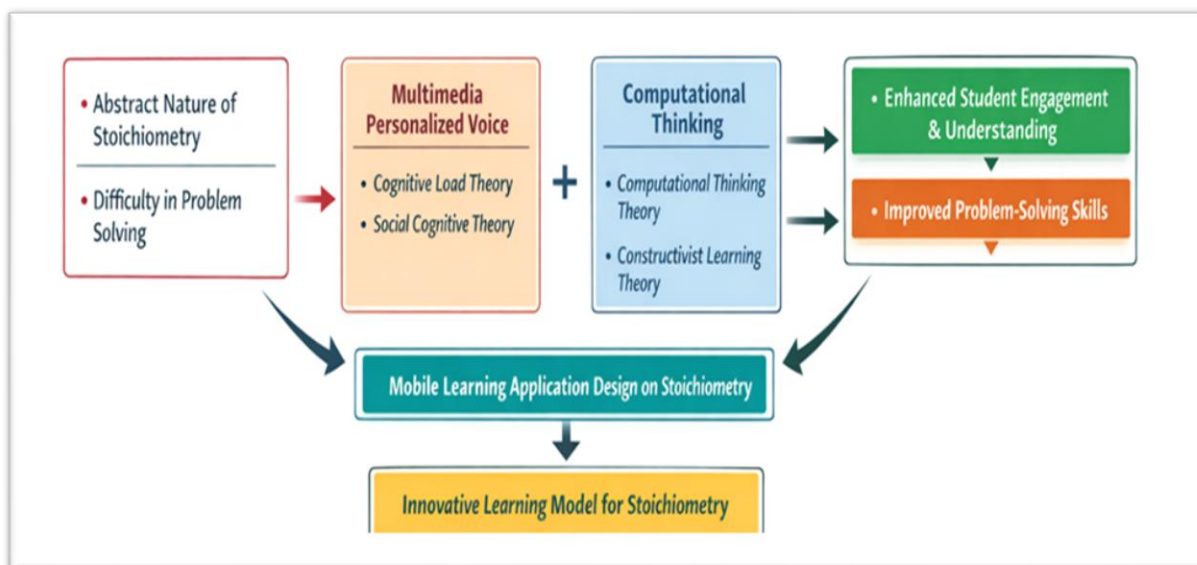 • Abstract Nature of
Stoichiometry
• Difficulty in Problem
Solving
Multimedia
Personalized Voice
• Cognitive Load Theory
• Social Cognitive Theory
+
Computational
Thinking
• Computational Thinking
Theory
• Constructivist Learning
Theory
• Enhanced Student Engagement
& Understanding
• Improved Problem-Solving Skills
Mobile Learning Application Design on Stoichiometry
Innovative Learning Model for Stoichiometry